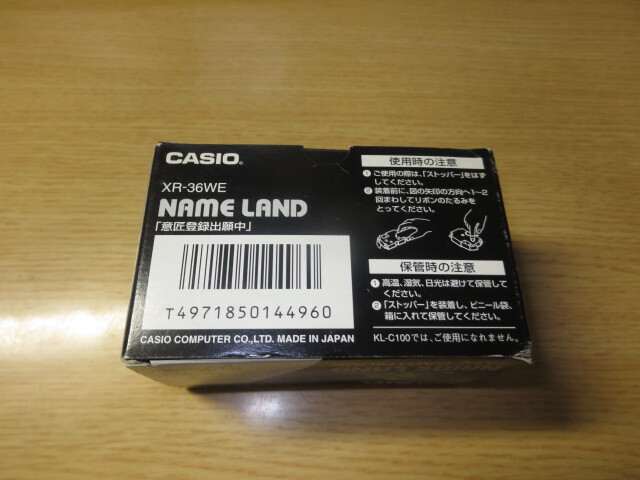 CASIO®
XR-36WE
NAME LAND
「意匠登録出願中」
T4971850144960
CASIO COMPUTER CO.,LTD. MADE IN JAPAN
使用時の注意
❶ご使用の際は、「ストッパー」をはず
してください。
❷装着前に、図の矢印の方向へ1〜2
回まわしてリボンのたるみを
とってください。
保管時の注意
❶高温、湿気、日光は避けて保管して
ください。
❷「ストッパー」を装着し、ビニール袋、
箱に入れて保管してください。
KL-C100では、ご使用になれません。